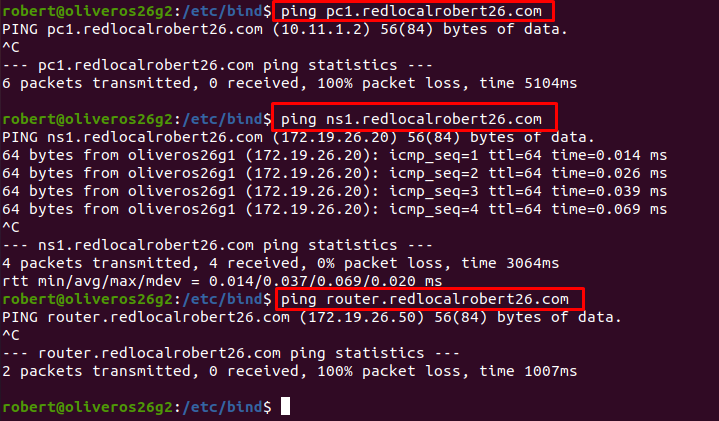 robert@oliveros26g2:/etc/bind$ ping pc1.redlocalrobert26.com
PING pc1.redlocalrobert26.com (10.11.1.2) 56(84) bytes of data.
^C
--- pc1.redlocalrobert26.com ping statistics ---
6 packets transmitted, 0 received, 100% packet loss, time 5104ms
robert@oliveros26g2:/etc/bind$ ping ns1.redlocalrobert26.com
PING ns1.redlocalrobert26.com (172.19.26.20) 56(84) bytes of data.
64 bytes from oliveros26g1 (172.19.26.20): icmp_seq=1 ttl=64 time=0.014 ms
64 bytes from oliveros26g1 (172.19.26.20): icmp_seq=2 ttl=64 time=0.026 ms
64 bytes from oliveros26g1 (172.19.26.20): icmp_seq=3 ttl=64 time=0.039 ms
64 bytes from oliveros26g1 (172.19.26.20): icmp_seq=4 ttl=64 time=0.069 ms
^C
--- ns1.redlocalrobert26.com ping statistics ---
4 packets transmitted, 4 received, 0% packet loss, time 3064ms
rtt min/avg/max/mdev = 0.014/0.037/0.069/0.020 ms
robert@oliveros26g2:/etc/bind$ ping router.redlocalrobert26.com
PING router.redlocalrobert26.com (172.19.26.50) 56(84) bytes of data.
^C
--- router.redlocalrobert26.com ping statistics ---
2 packets transmitted, 0 received, 100% packet loss, time 1007ms
robert@oliveros26g2:/etc/bind$